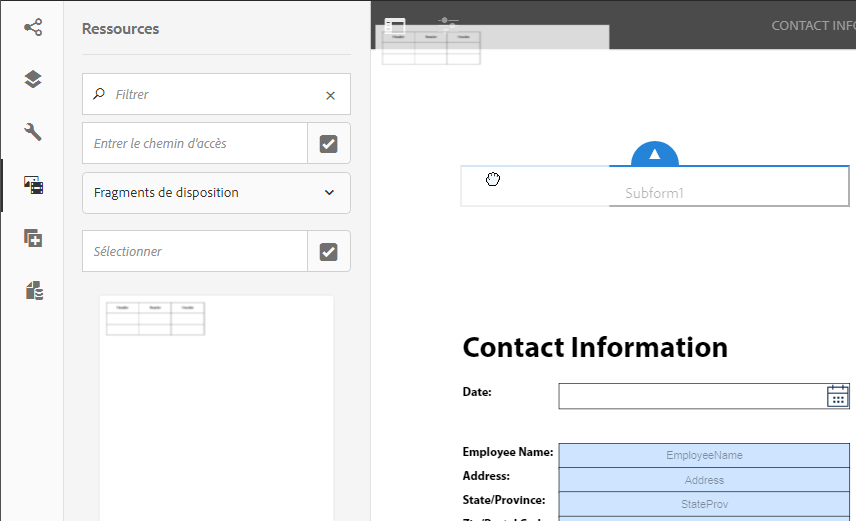 Ressources
CONTACT INFO
Filtrer
Entrer le chemin d'accès
Fragments de disposition
Sélectionner
Subform1
Contact Information
Date:
Employee Name:
EmployeeName
Address:
Address
State/Province:
StateProv